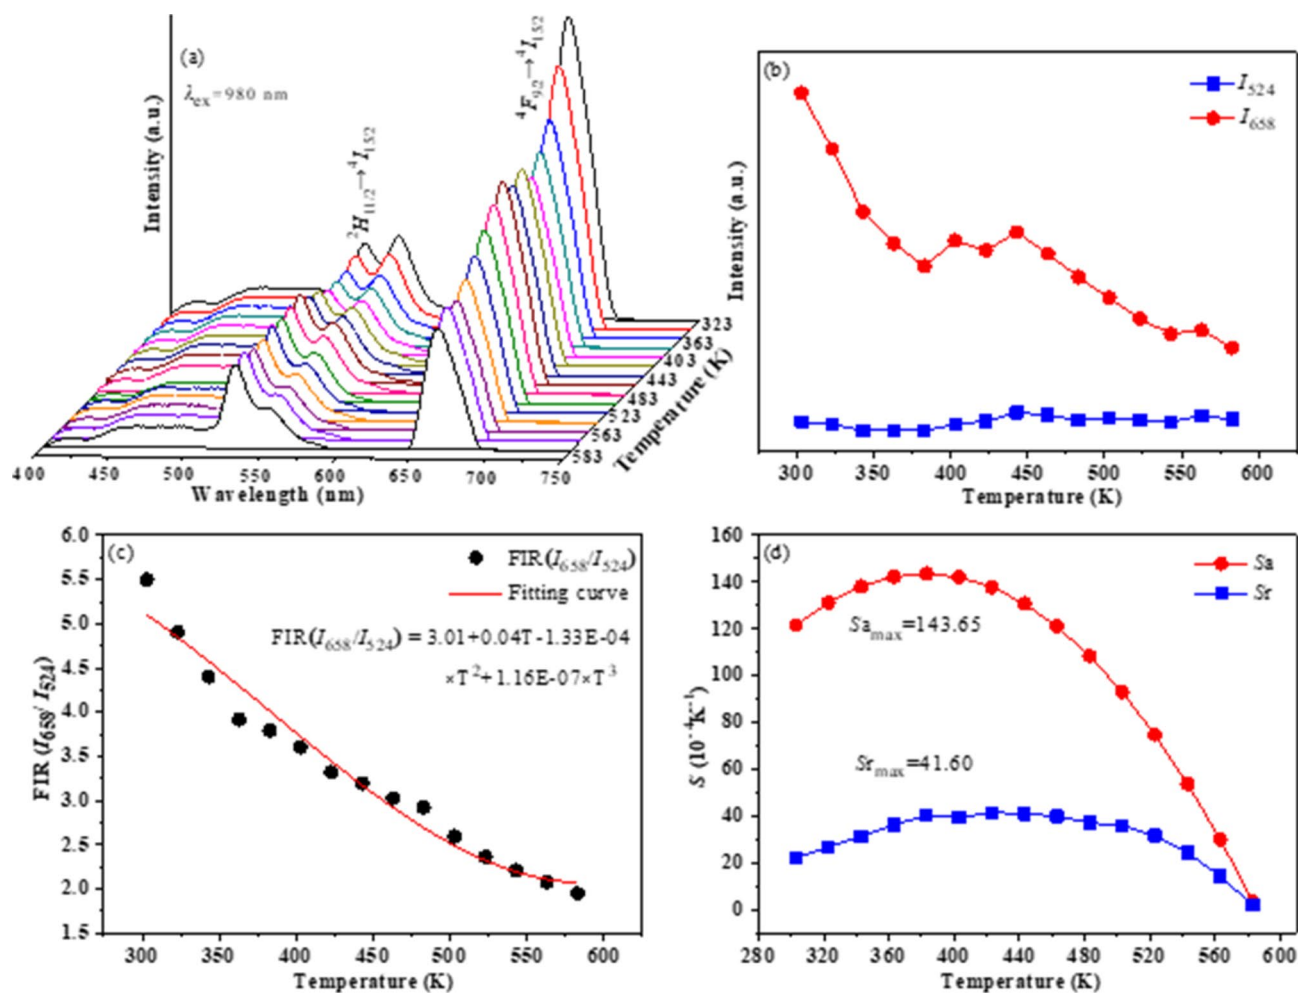 (a)
λex=980 nm
Intensity (a.u.)
²H11/2→⁴I15/2
⁴F9/2→⁴I15/2
323
363
403
443
483
523
563
583
Temperature (K)
400 450 500 550 600 650 700 750
Wavelength (nm)
(b)
I524
I658
Intensity (a.u.)
300 350 400 450 500 550 600
Temperature (K)
(c)
FIR(I658/I524)
Fitting curve
FIR(I658/I524) = 3.01+0.04T-1.33E-04
×T²+1.16E-07×T³
FIR (I658/ I524)
6.0
5.5
5.0
4.5
4.0
3.5
3.0
2.5
2.0
1.5
300 350 400 450 500 550 600
Temperature (K)
(d)
Sa
Sr
Samax=143.65
Srmax=41.60
S (10⁻⁴K⁻¹)
160
140
120
100
80
60
40
20
0
280 320 360 400 440 480 520 560 600
Temperature (K)